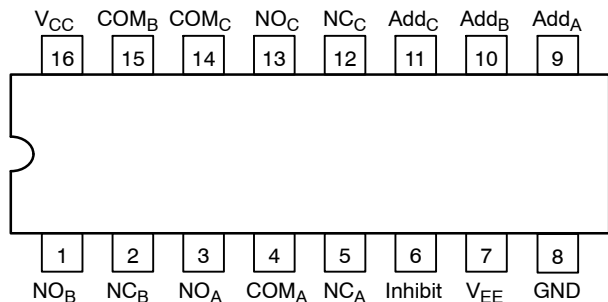 VCC COMB COMC NOC NCC AddC AddB AddA
16 15 14 13 12 11 10 9
1 2 3 4 5 6 7 8
NOB NCB NOA COMA NCA Inhibit VEE GND